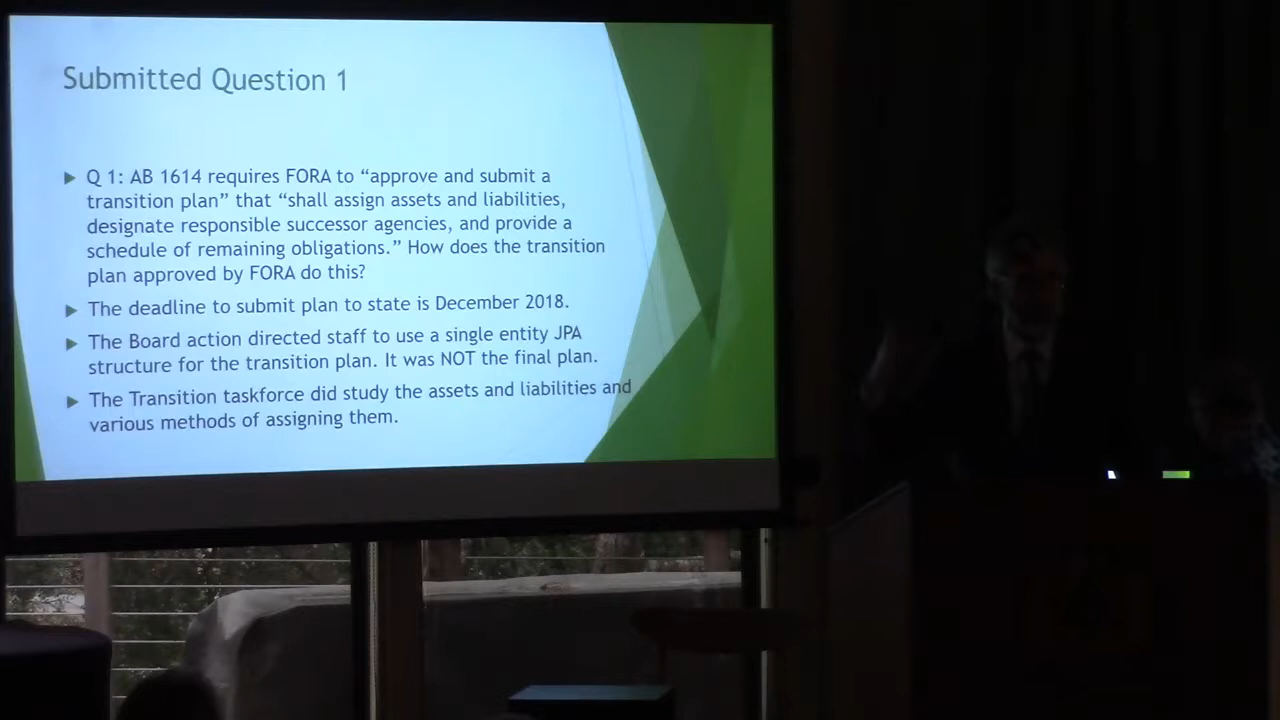 Submitted Question 1
Q 1: AB 1614 requires FORA to “approve and submit a
transition plan” that “shall assign assets and liabilities,
designate responsible successor agencies, and provide a
schedule of remaining obligations.” How does the transition
plan approved by FORA do this?
The deadline to submit plan to state is December 2018.
The Board action directed staff to use a single entity JPA
structure for the transition plan. It was NOT the final plan.
The Transition taskforce did study the assets and liabilities and
various methods of assigning them.